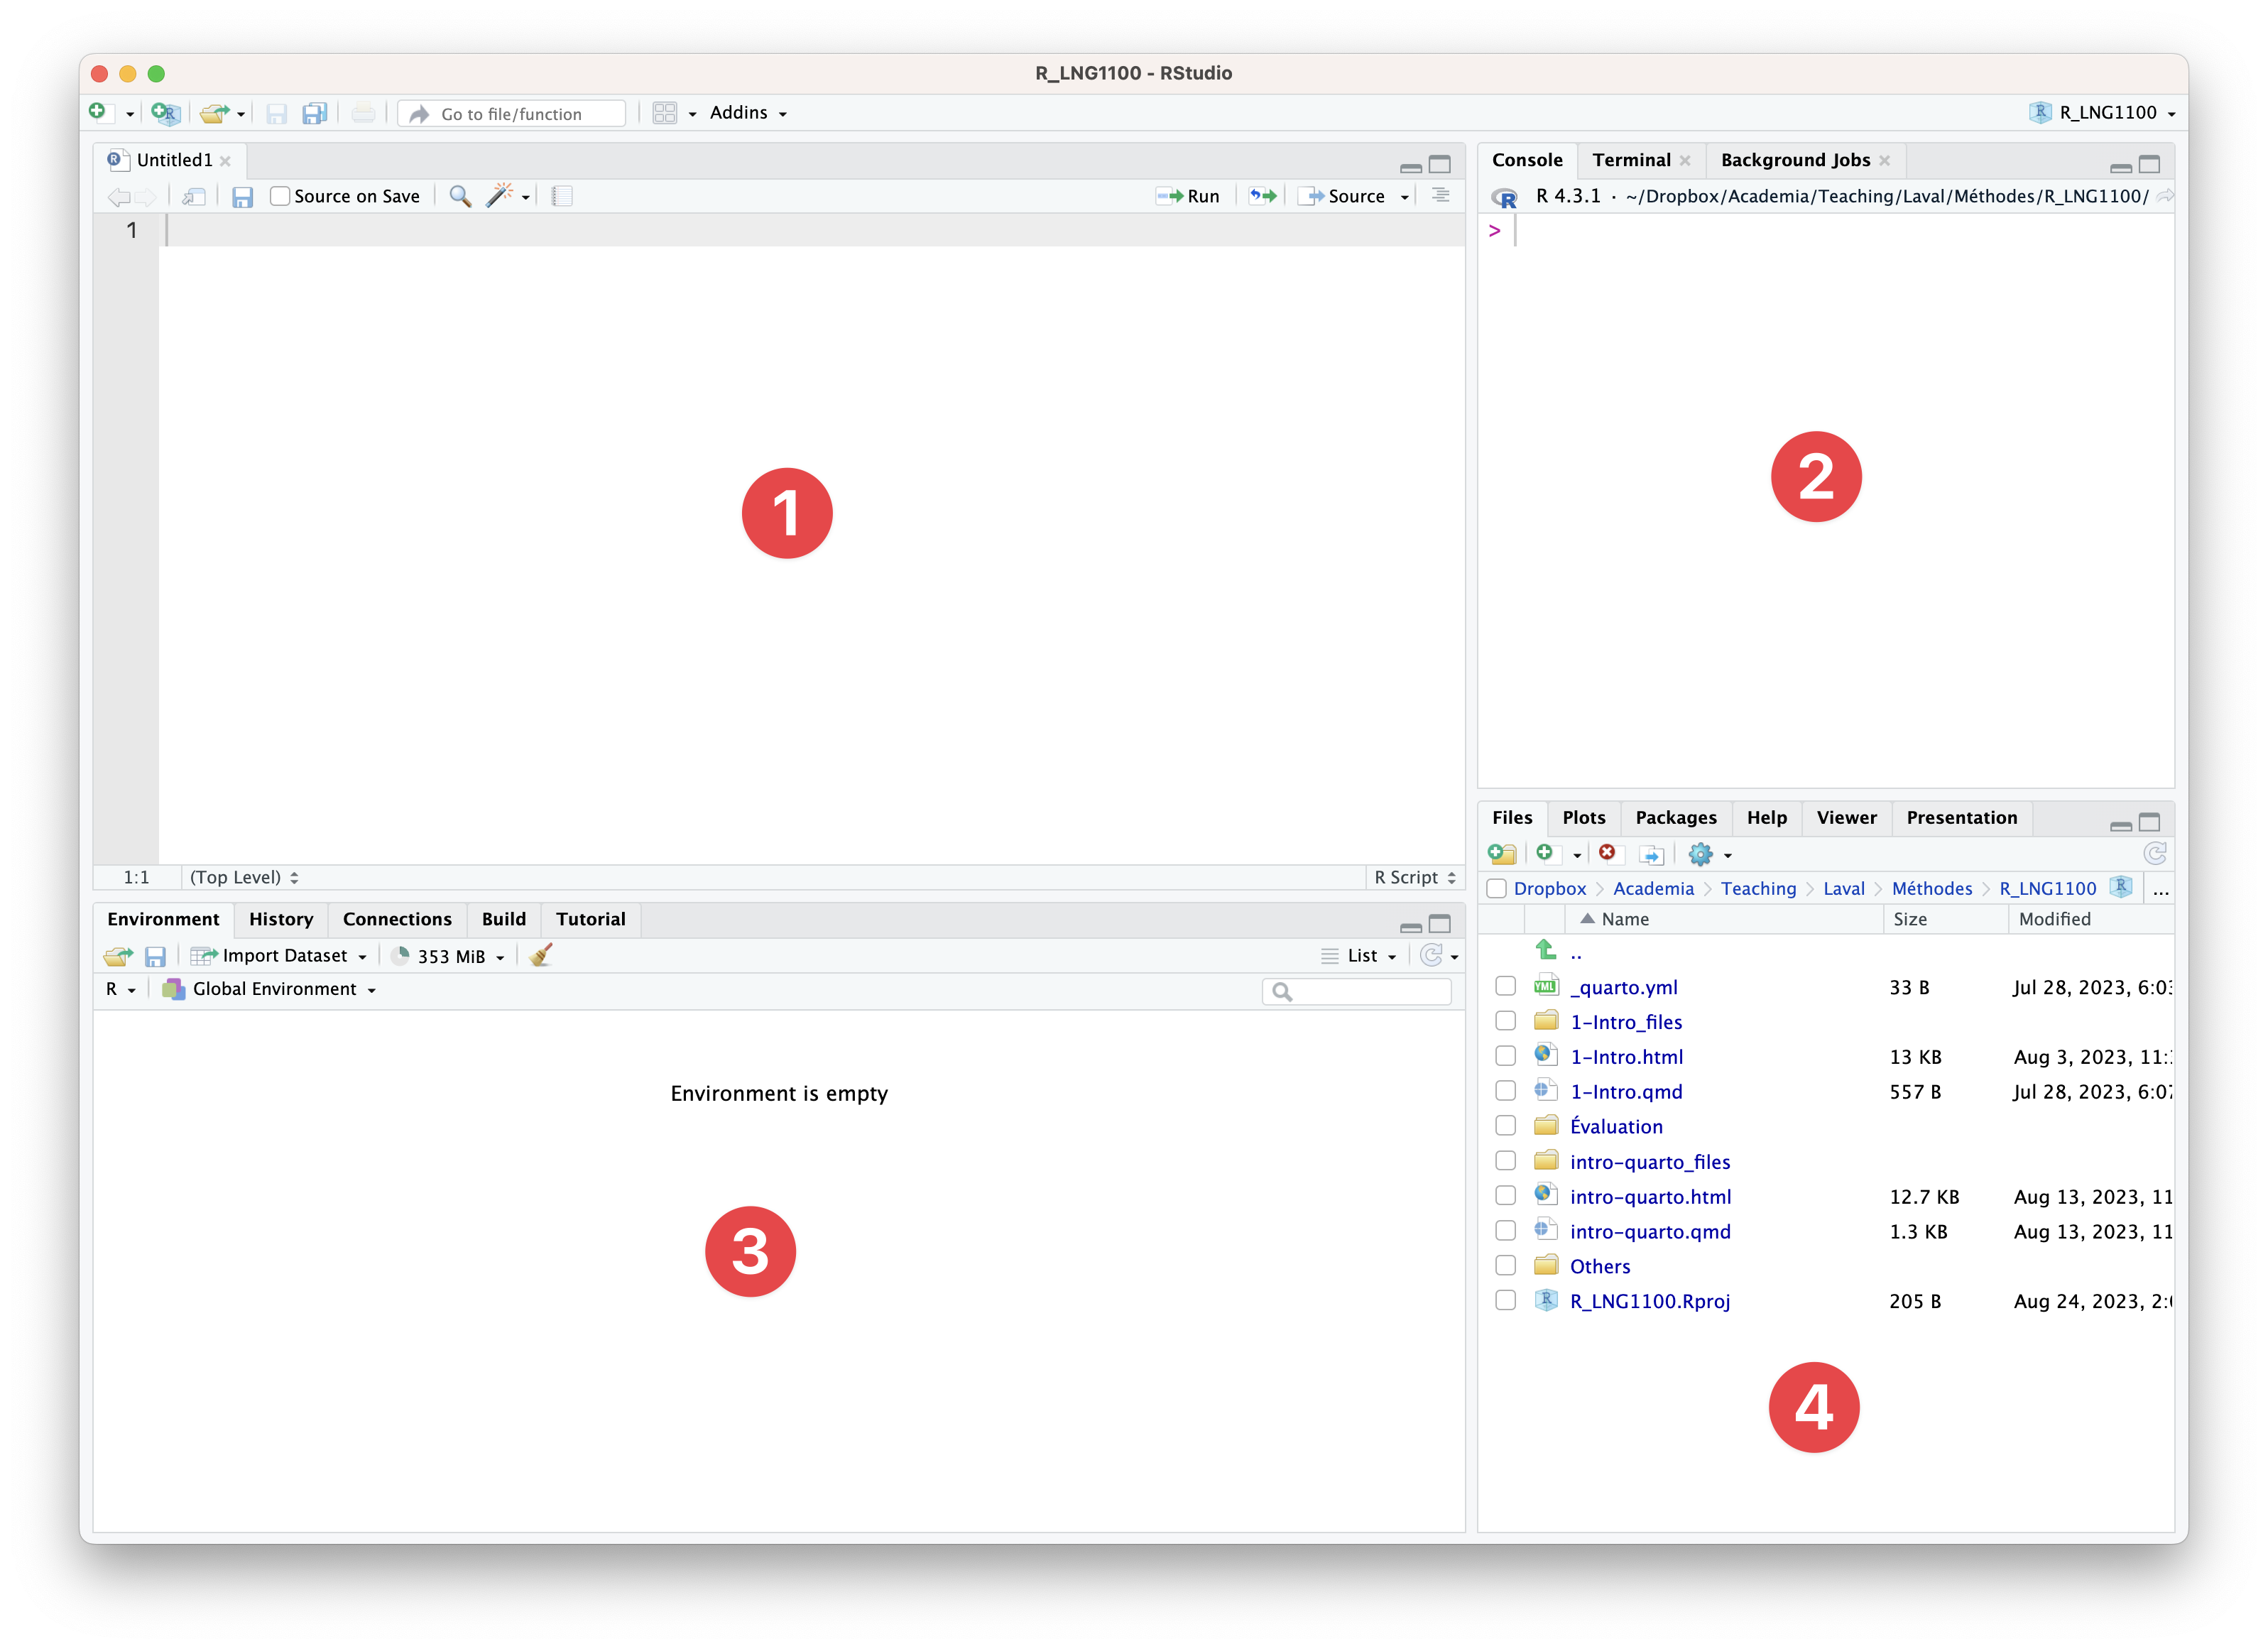 R_LNG1100 - RStudio
Go to file/function
Addins
R_LNG1100
Untitled1
Source on Save
Run
Source
1
1
1:1
(Top Level)
R Script
Console
Terminal
Background Jobs
R 4.3.1 · ~/Dropbox/Academia/Teaching/Laval/Méthodes/R_LNG1100/
>
2
Environment
History
Connections
Build
Tutorial
Import Dataset
353 MiB
List
R
Global Environment
Environment is empty
3
Files
Plots
Packages
Help
Viewer
Presentation
Dropbox
Academia
Teaching
Laval
Méthodes
R_LNG1100
...
Name Size Modified
..
_quarto.yml 33 B Jul 28, 2023, 6:03
1-Intro_files
1-Intro.html 13 KB Aug 3, 2023, 11:
1-Intro.qmd 557 B Jul 28, 2023, 6:07
Évaluation
intro-quarto_files
intro-quarto.html 12.7 KB Aug 13, 2023, 11
intro-quarto.qmd 1.3 KB Aug 13, 2023, 11
Others
R_LNG1100.Rproj 205 B Aug 24, 2023, 2:
4